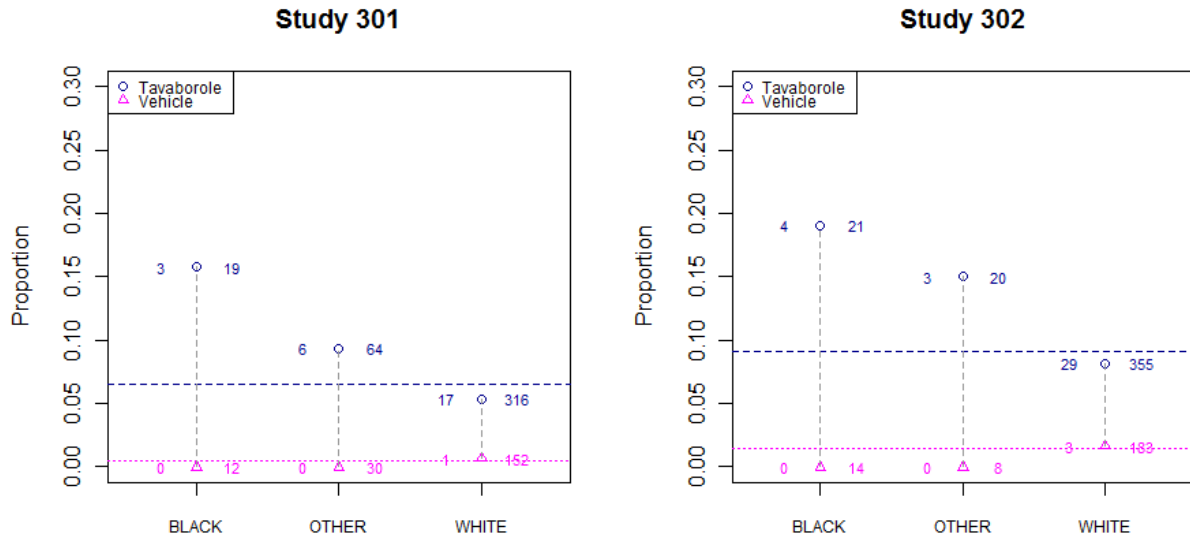 Study 301
Tavaborole
Vehicle
Proportion
0.30
0.25
0.20
0.15
0.10
0.05
0.00
3 19
6 64
17 316
0 12
0 30
1 152
BLACK OTHER WHITE
Study 302
Tavaborole
Vehicle
Proportion
0.30
0.25
0.20
0.15
0.10
0.05
0.00
4 21
3 20
29 355
0 14
0 8
3 183
BLACK OTHER WHITE